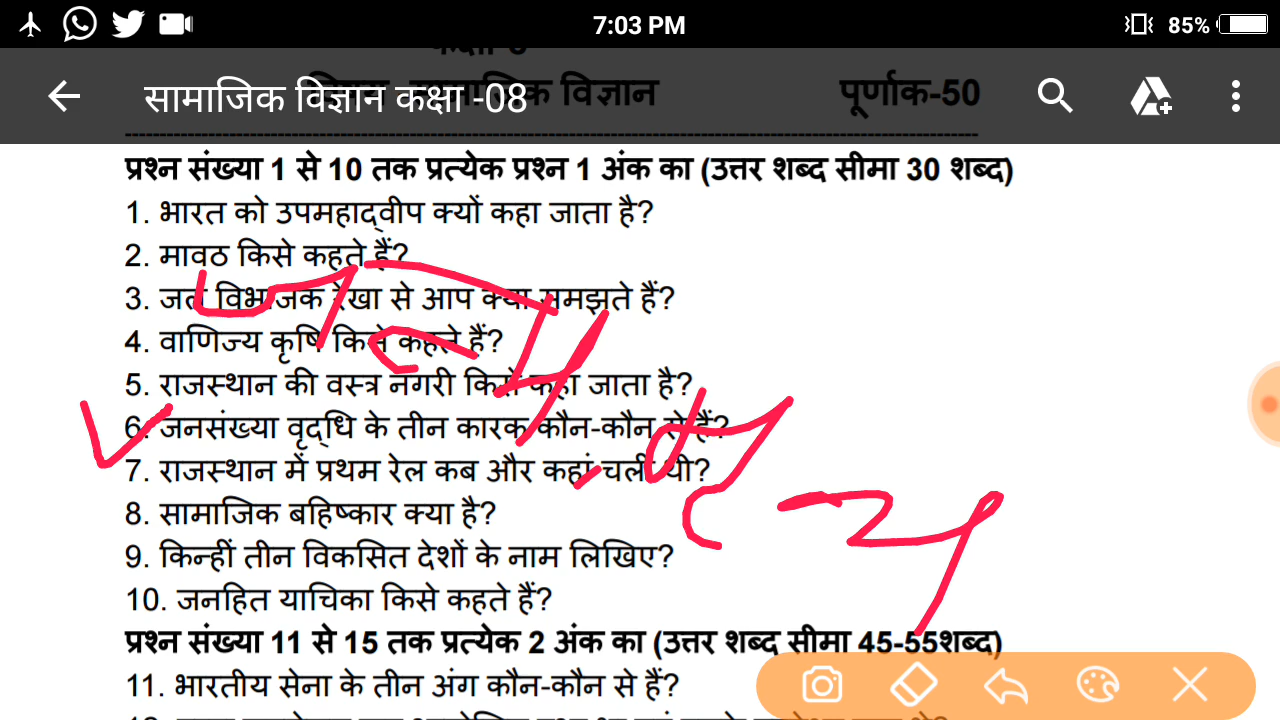 7:03 PM
85%
सामाजिक विज्ञान कक्षा -08
सामाजिक विज्ञान पूर्णाक-50
प्रश्न संख्या 1 से 10 तक प्रत्येक प्रश्न 1 अंक का (उत्तर शब्द सीमा 30 शब्द)
1. भारत को उपमहाद्वीप क्यों कहा जाता है?
2. मावठ किसे कहते हैं?
3. जल विभाजक रेखा से आप क्या समझते हैं?
4. वाणिज्य कृषि किसे कहते हैं?
5. राजस्थान की वस्त्र नगरी किसे कहा जाता है?
6. जनसंख्या वृद्धि के तीन कारक कौन-कौन से हैं?
7. राजस्थान में प्रथम रेल कब और कहां चली थी?
8. सामाजिक बहिष्कार क्या है?
9. किन्हीं तीन विकसित देशों के नाम लिखिए?
10. जनहित याचिका किसे कहते हैं?
प्रश्न संख्या 11 से 15 तक प्रत्येक 2 अंक का (उत्तर शब्द सीमा 45-55शब्द)
11. भारतीय सेना के तीन अंग कौन-कौन से हैं?